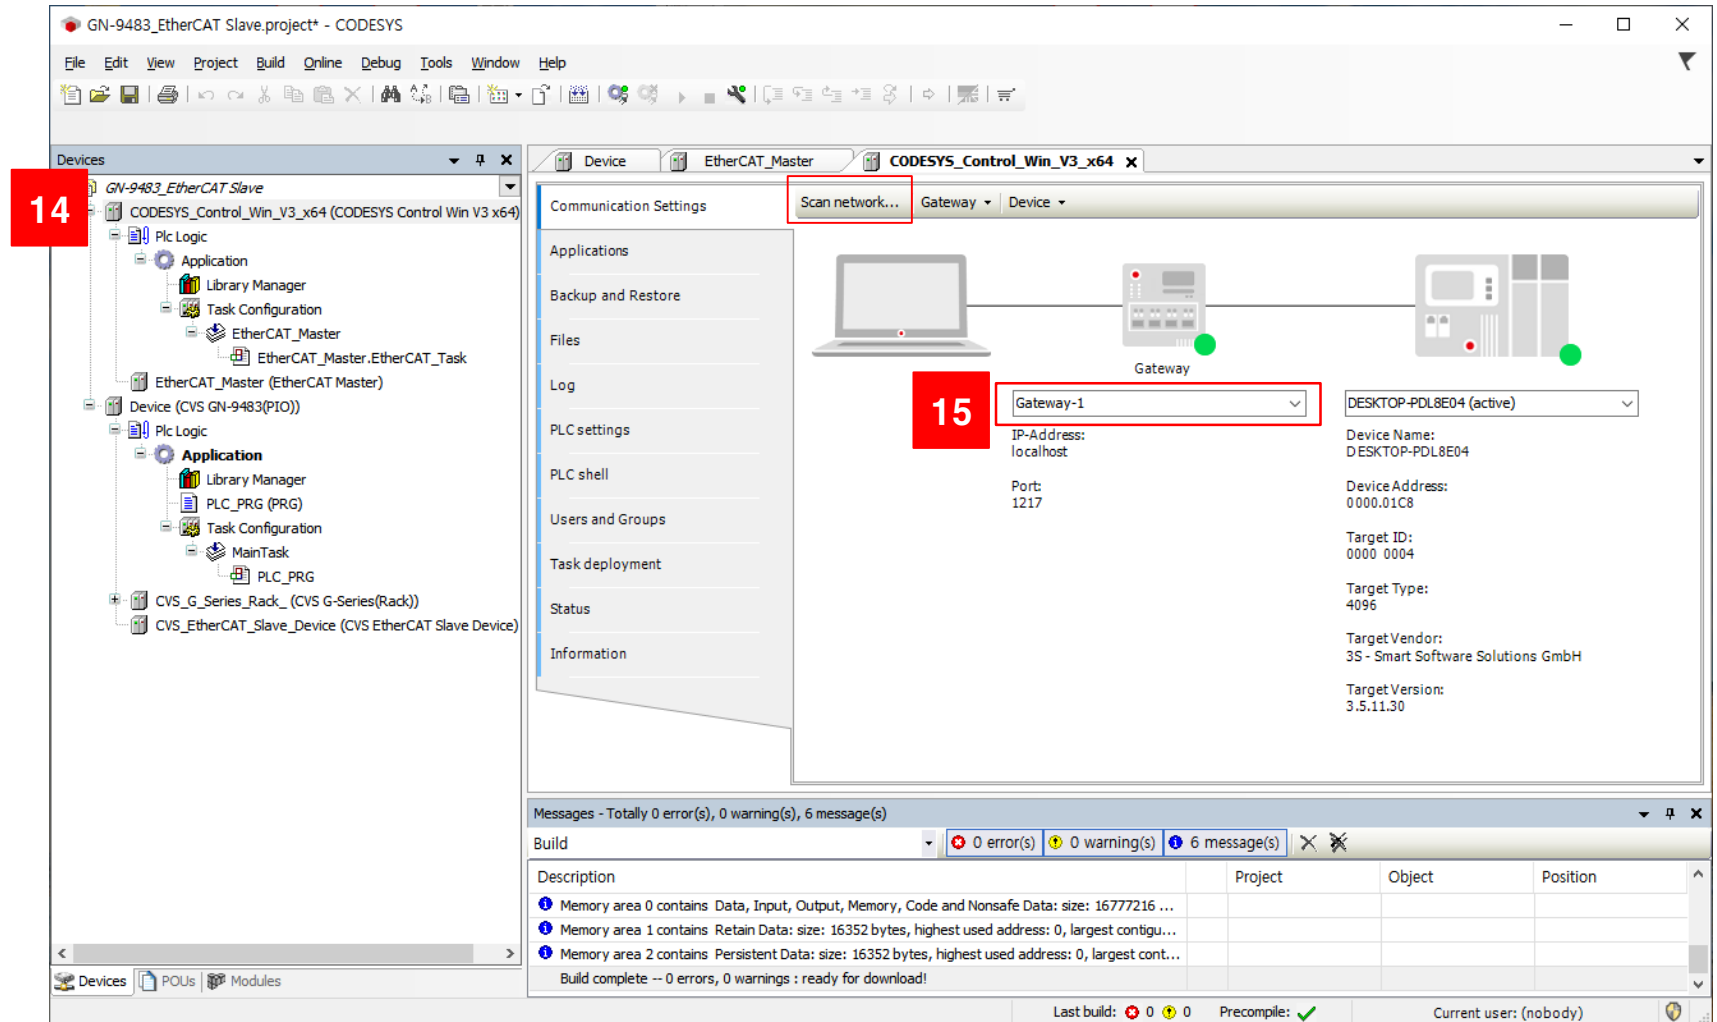 GN-9483_EtherCAT Slave.project* - CODESYS
File Edit View Project Build Online Debug Tools Window Help
Devices
14
GN-9483_EtherCAT Slave
CODESYS_Control_Win_V3_x64 (CODESYS Control Win V3 x64)
Plc Logic
Application
Library Manager
Task Configuration
EtherCAT_Master
EtherCAT_Master.EtherCAT_Task
EtherCAT_Master (EtherCAT Master)
Device (CVS GN-9483(PIO))
Plc Logic
Application
Library Manager
PLC_PRG (PRG)
Task Configuration
MainTask
PLC_PRG
CVS_G_Series_Rack_ (CVS G-Series(Rack))
CVS_EtherCAT_Slave_Device (CVS EtherCAT Slave Device)
Devices POUs Modules
Device EtherCAT_Master CODESYS_Control_Win_V3_x64
Communication Settings
Applications
Backup and Restore
Files
Log
PLC settings
PLC shell
Users and Groups
Task deployment
Status
Information
Scan network... Gateway Device
Gateway
15
Gateway-1
IP-Address:
localhost
Port:
1217
DESKTOP-PDL8E04 (active)
Device Name:
DESKTOP-PDL8E04
Device Address:
0000.01C8
Target ID:
0000 0004
Target Type:
4096
Target Vendor:
3S - Smart Software Solutions GmbH
Target Version:
3.5.11.30
Messages - Totally 0 error(s), 0 warning(s), 6 message(s)
Build 0 error(s) 0 warning(s) 6 message(s)
Description Project Object Position
Memory area 0 contains Data, Input, Output, Memory, Code and Nonsafe Data: size: 16777216 ...
Memory area 1 contains Retain Data: size: 16352 bytes, highest used address: 0, largest contigu...
Memory area 2 contains Persistent Data: size: 16352 bytes, highest used address: 0, largest cont...
Build complete -- 0 errors, 0 warnings : ready for download!
Last build: 0 0 Precompile: Current user: (nobody)